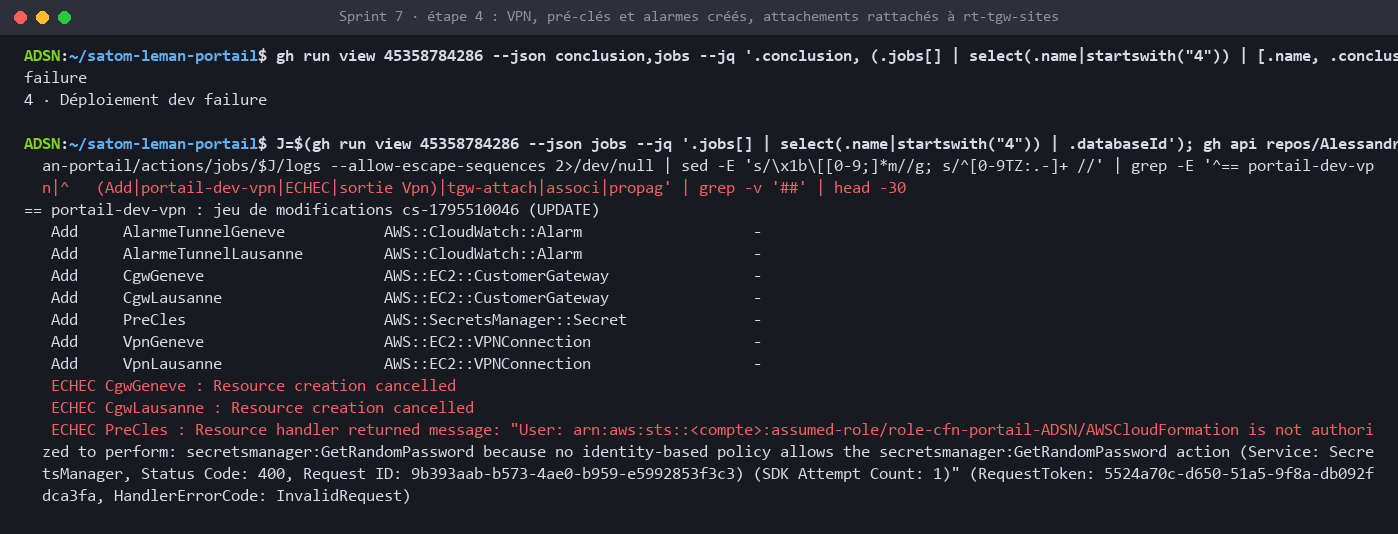 Sprint 7 · étape 4 : VPN, pré-clés et alarmes créés, attachements rattachés à rt-tgw-sites
ADSN:~/satom-leman-portail$ gh run view 45358784286 --json conclusion,jobs --jq '.conclusion, (.jobs[] | select(.name|startswith("4")) | [.name, .conclus
failure
4 · Déploiement dev failure
ADSN:~/satom-leman-portail$ J=$(gh run view 45358784286 --json jobs --jq '.jobs[] | select(.name|startswith("4")) | .databaseId'); gh api repos/Alessandr
an-portail/actions/jobs/$J/logs --allow-escape-sequences 2>/dev/null | sed -E 's/\x1b\[[0-9;]*m//g; s/^[0-9TZ:.-]+ //' | grep -E '^== portail-dev-vp
n|^   (Add|portail-dev-vpn|ECHEC|sortie Vpn)|tgw-attach|associ|propag' | grep -v '##' | head -30
== portail-dev-vpn : jeu de modifications cs-1795510046 (UPDATE)
Add     AlarmeTunnelGeneve           AWS::CloudWatch::Alarm                   -
Add     AlarmeTunnelLausanne         AWS::CloudWatch::Alarm                   -
Add     CgwGeneve                    AWS::EC2::CustomerGateway                -
Add     CgwLausanne                  AWS::EC2::CustomerGateway                -
Add     PreCles                      AWS::SecretsManager::Secret              -
Add     VpnGeneve                    AWS::EC2::VPNConnection                  -
Add     VpnLausanne                  AWS::EC2::VPNConnection                  -
ECHEC CgwGeneve : Resource creation cancelled
ECHEC CgwLausanne : Resource creation cancelled
ECHEC PreCles : Resource handler returned message: "User: arn:aws:sts::<compte>:assumed-role/role-cfn-portail-ADSN/AWSCloudFormation is not authori
zed to perform: secretsmanager:GetRandomPassword because no identity-based policy allows the secretsmanager:GetRandomPassword action (Service: Secre
tsManager, Status Code: 400, Request ID: 9b393aab-b573-4ae0-b959-e5992853f3c3) (SDK Attempt Count: 1)" (RequestToken: 5524a70c-d650-51a5-9f8a-db092f
dca3fa, HandlerErrorCode: InvalidRequest)